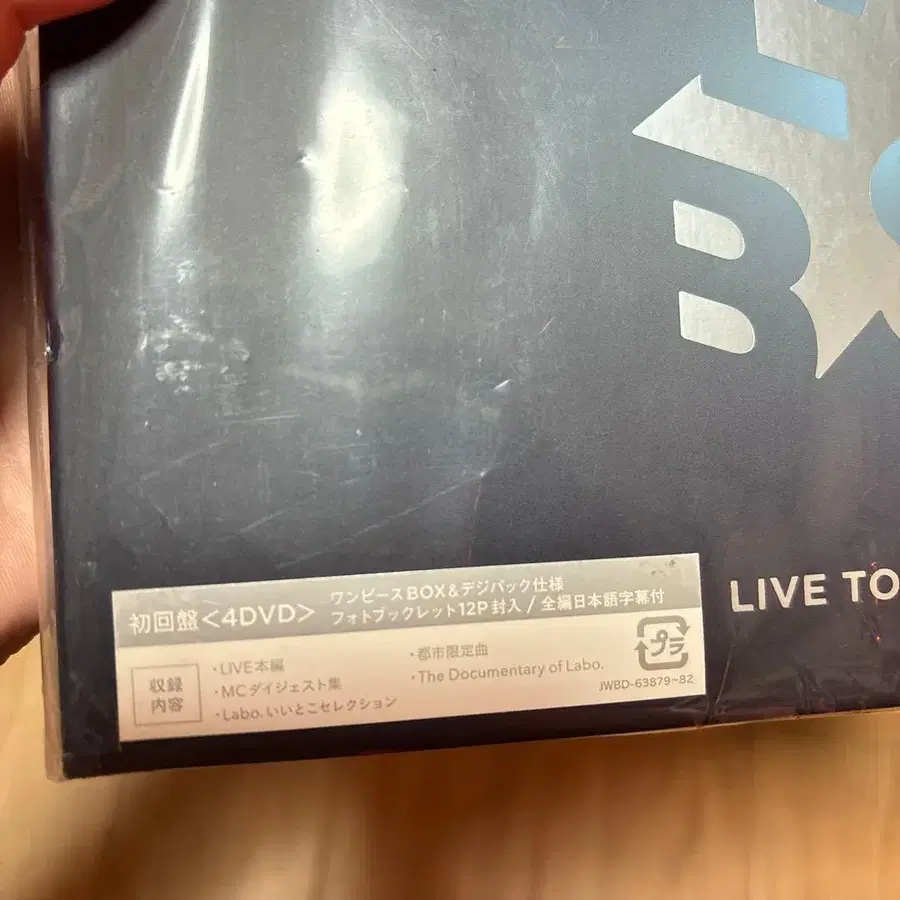 B
LIVE TO
初回盤<4DVD>
ワンピースBOX&デジパック仕様
フォトブックレット12P封入 / 全編日本語字幕付
収録
内容
・LIVE本編
・MCダイジェスト集
・Labo.いいとこセレクション
・都市限定曲
・The Documentary of Labo.
プラ
JWBD-63879~82